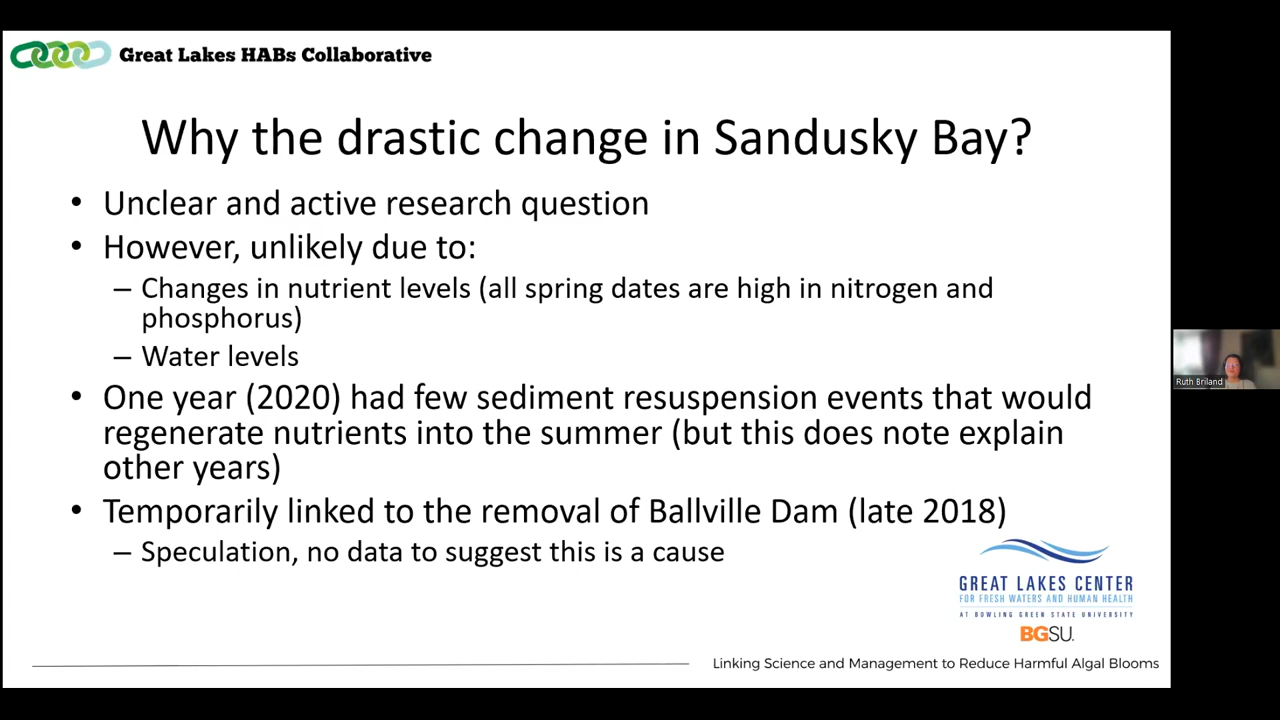 Great Lakes HABs Collaborative
Why the drastic change in Sandusky Bay?
• Unclear and active research question
• However, unlikely due to:
– Changes in nutrient levels (all spring dates are high in nitrogen and
phosphorus)
– Water levels
• One year (2020) had few sediment resuspension events that would
regenerate nutrients into the summer (but this does note explain
other years)
• Temporarily linked to the removal of Ballville Dam (late 2018)
– Speculation, no data to suggest this is a cause
GREAT LAKES CENTER
FOR FRESH WATERS AND HUMAN HEALTH
AT BOWLING GREEN STATE UNIVERSITY
BGSU.
Linking Science and Management to Reduce Harmful Algal Blooms
Ruth Briland